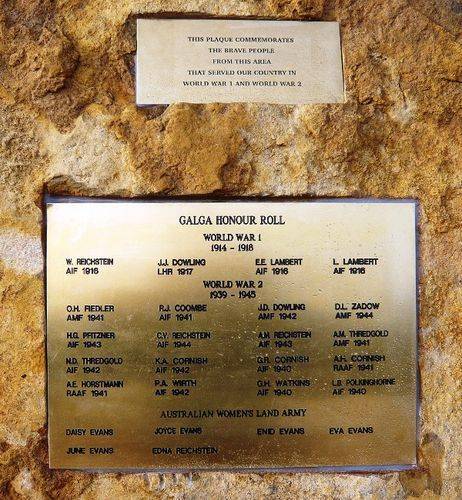 THIS PLAQUE COMMEMORATES
THE BRAVE PEOPLE
FROM THIS AREA
THAT SERVED OUR COUNTRY IN
WORLD WAR 1 AND WORLD WAR 2
GALGA HONOUR ROLL
WORLD WAR 1
1914 - 1918
W. REICHSTEIN J.J. DOWLING E.E. LAMBERT L. LAMBERT
AIF 1916 LHR 1917 AIF 1916 AIF 1916
WORLD WAR 2
1939 - 1945
O.H. FIEDLER R.J. COOMBE J.D. DOWLING D.L. ZADOW
AMF 1941 AIF 1941 AMF 1942 AMF 1944
H.G. PFITZNER C.V. REICHSTEIN A.M. REICHSTEIN A.M. THREDGOLD
AIF 1943 AIF 1944 AIF 1943 AMF 1941
N.D. THREDGOLD K.A. CORNISH G.R. CORNISH A.H. CORNISH
AIF 1942 AIF 1942 AIF 1940 RAAF 1941
A.E. HORSTMANN P.A. WIRTH G.H. WATKINS L.B. POLKINGHORNE
RAAF 1941 AIF 1942 AIF 1940 AIF 1940
AUSTRALIAN WOMEN'S LAND ARMY
DAISY EVANS JOYCE EVANS ENID EVANS EVA EVANS
JUNE EVANS EDNA REICHSTEIN